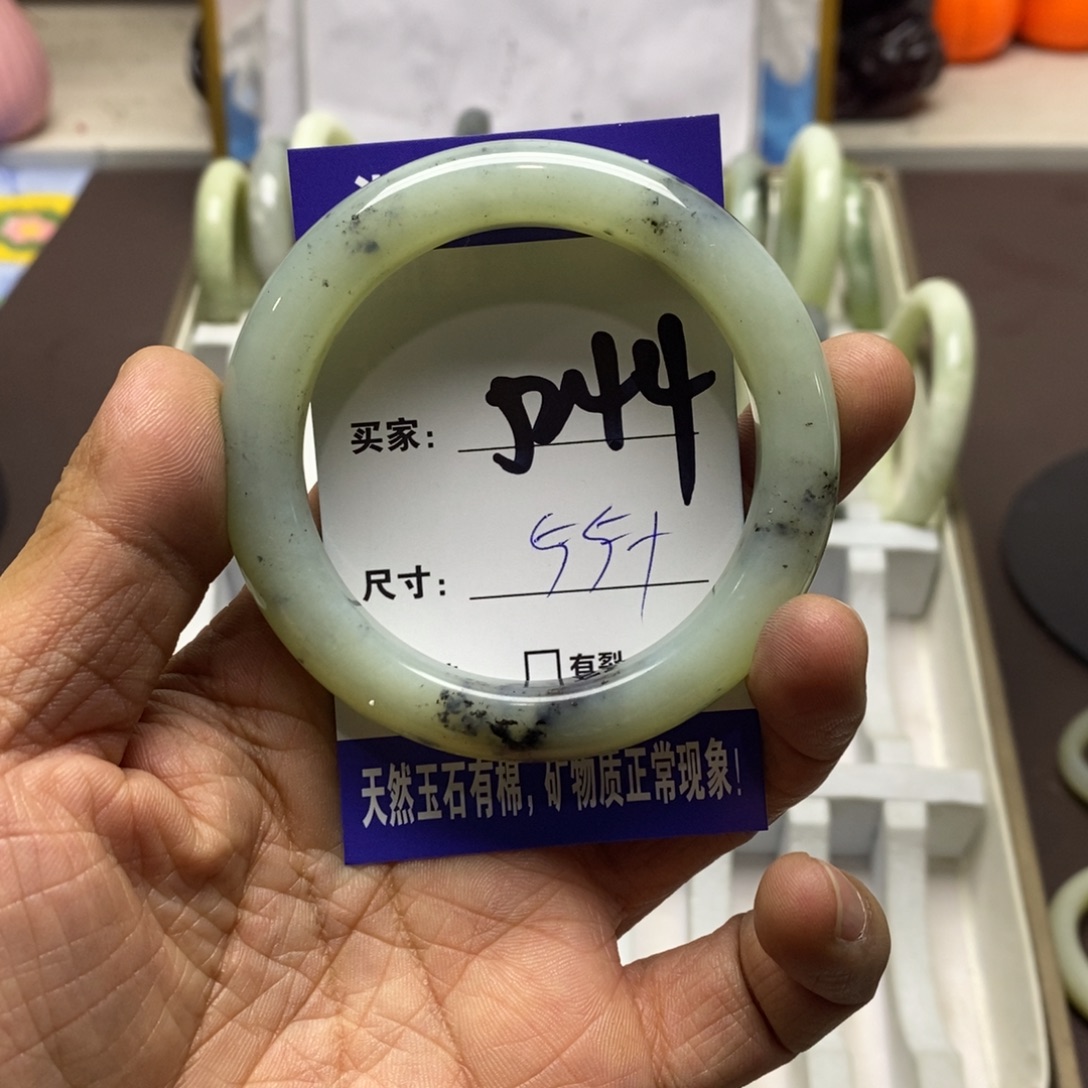 买家： JD44
尺寸： 55+
□ 有裂
天然玉石有棉，矿物质正常现象！